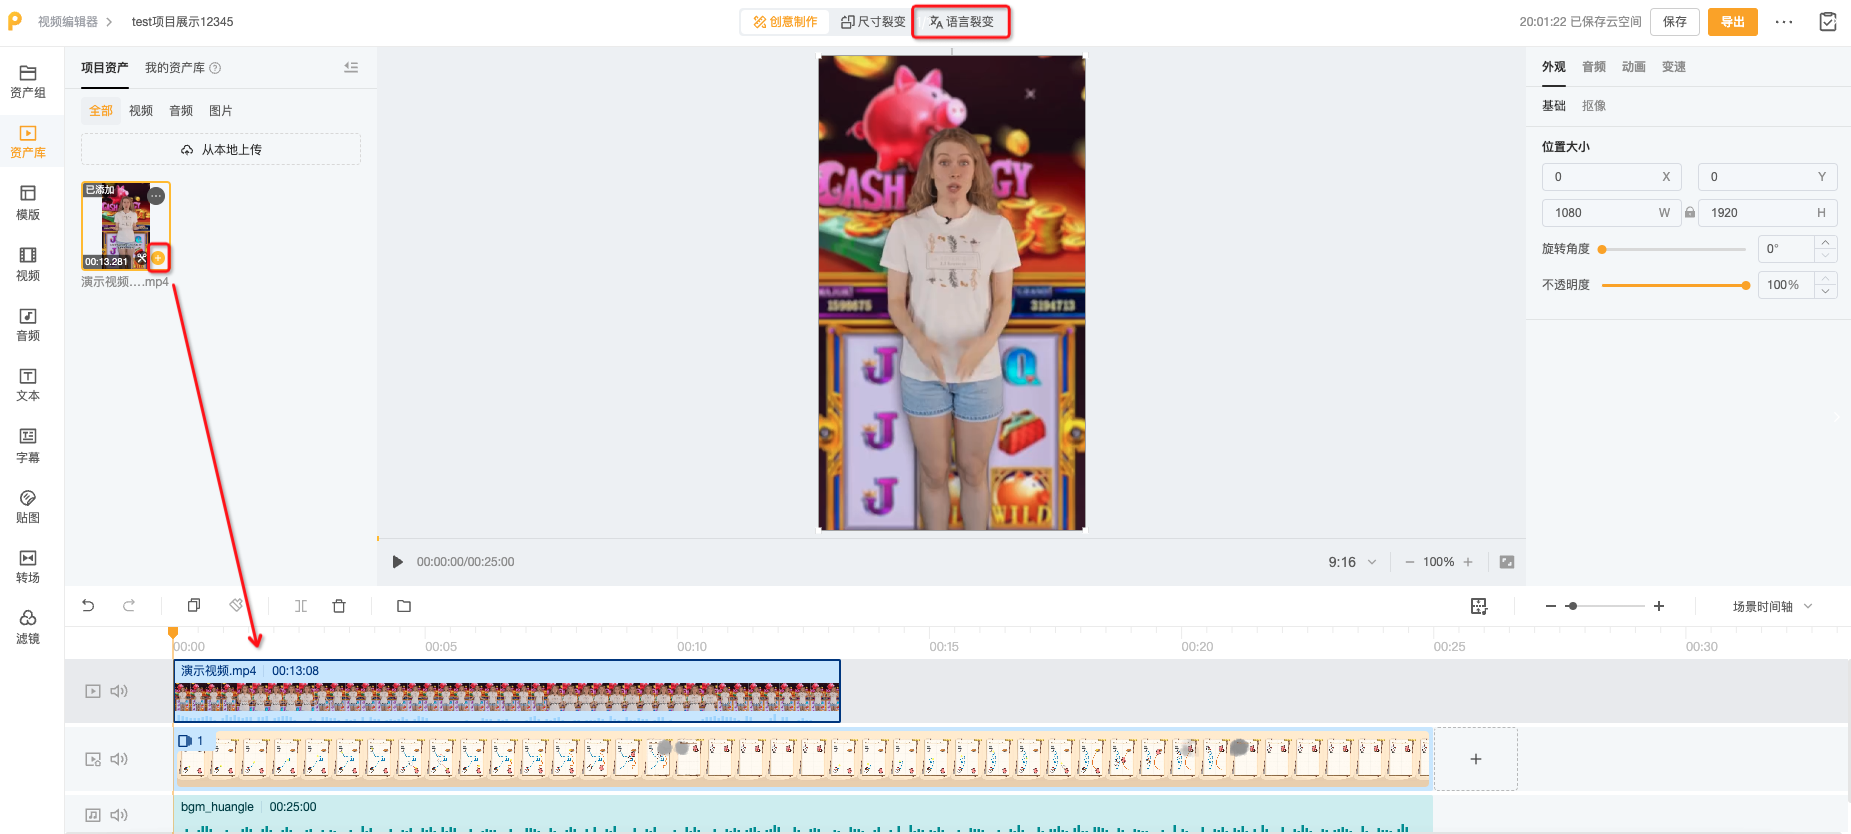 视频编辑器
test项目展示12345
创意制作
尺寸裂变
语言裂变
20:01:22 已保存云空间
保存
导出
资产组
资产库
模版
视频
音频
文本
字幕
贴图
转场
滤镜
项目资产
我的资产库
全部
视频
音频
图片
从本地上传
已添加
00:13.281
演示视频....mp4
CASH
GY
1598675
3194713
J
J
J
Q
WILD
外观
音频
动画
变速
基础
抠像
位置大小
0 X
0 Y
1080 W
1920 H
旋转角度
0°
不透明度
100%
00:00:00/00:25:00
9:16
100%
场景时间轴
00:00
00:05
00:10
00:15
00:20
00:25
00:30
演示视频.mp4
00:13:08
1
bgm_huangle
00:25:00